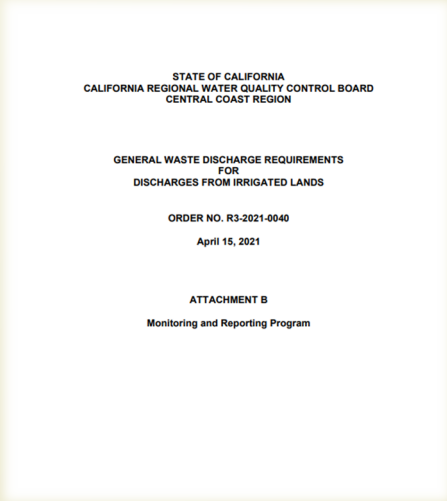 STATE OF CALIFORNIA
CALIFORNIA REGIONAL WATER QUALITY CONTROL BOARD
CENTRAL COAST REGION
GENERAL WASTE DISCHARGE REQUIREMENTS
FOR
DISCHARGES FROM IRRIGATED LANDS
ORDER NO. R3-2021-0040
April 15, 2021
ATTACHMENT B
Monitoring and Reporting Program